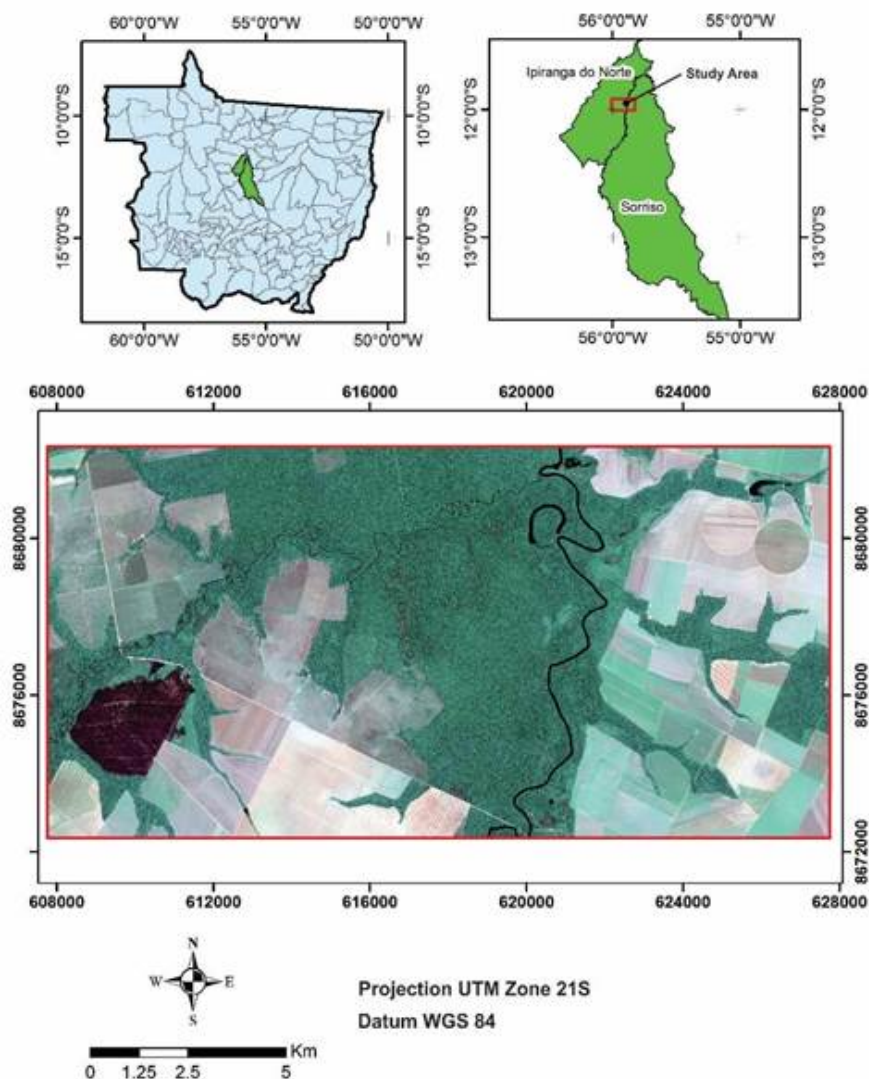 60°0'0"W 55°0'0"W 50°0'0"W
10°0'0"S
15°0'0"S
10°0'0"S
15°0'0"S
60°0'0"W 55°0'0"W 50°0'0"W
56°0'0"W 55°0'0"W
12°0'0"S
13°0'0"S
Ipiranga do Norte
Study Area
Sorriso
12°0'0"S
13°0'0"S
56°0'0"W 55°0'0"W
608000 612000 616000 620000 624000 628000
8680000
8676000
8680000
8676000
8672000
608000 612000 616000 620000 624000 628000
N
W E
S
Projection UTM Zone 21S
Datum WGS 84
Km
0 1.25 2.5 5